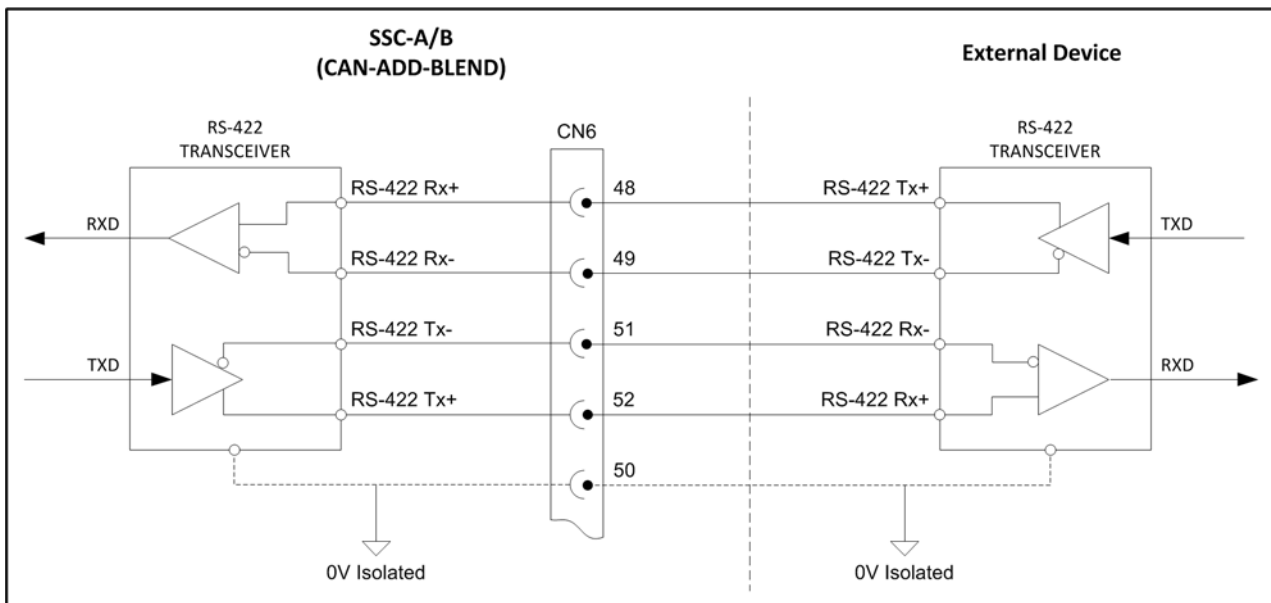 SSC-A/B
(CAN-ADD-BLEND)
External Device
RS-422
TRANSCEIVER
CN6
RS-422
TRANSCEIVER
RS-422 Rx+
48
RS-422 Tx+
RXD
TXD
RS-422 Rx-
49
RS-422 Tx-
RS-422 Tx-
51
RS-422 Rx-
TXD
RXD
RS-422 Tx+
52
RS-422 Rx+
50
0V Isolated
0V Isolated